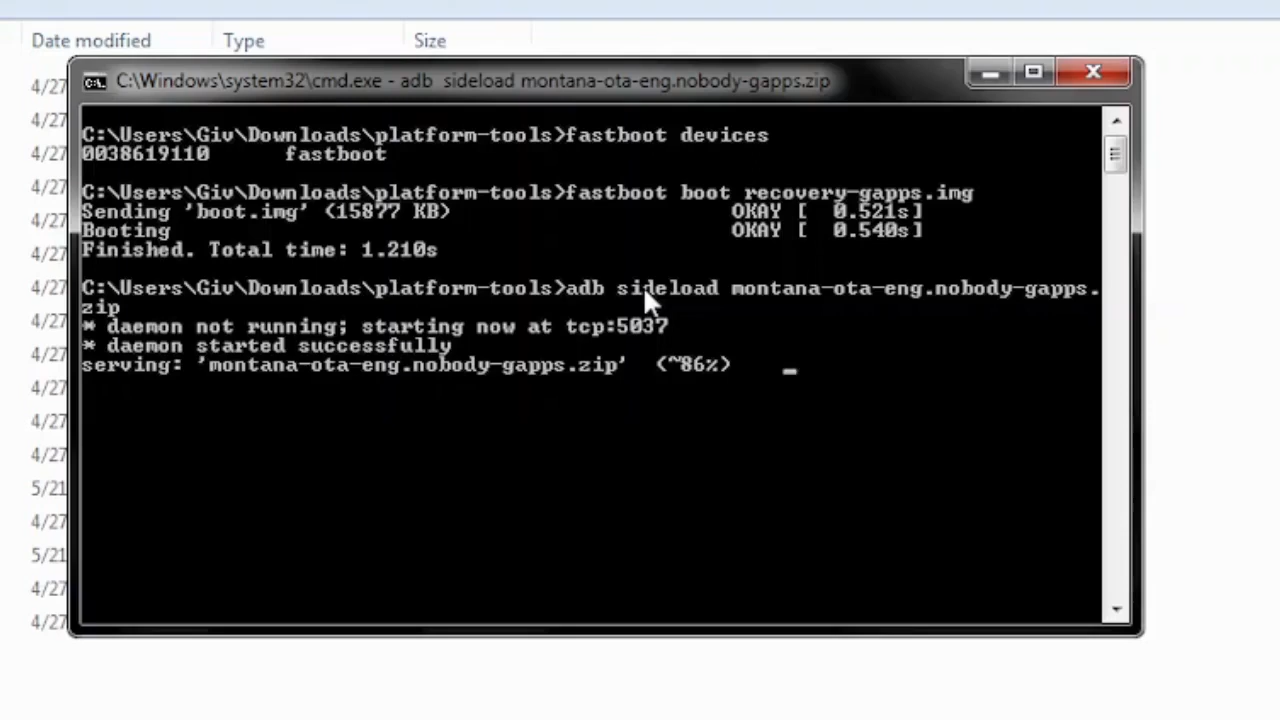 Date modified Type Size
C:\Windows\system32\cmd.exe - adb  sideload montana-ota-eng.nobody-gapps.zip
4/27
4/27
4/27
4/27
4/27
4/27
4/27
4/27
4/27
4/27
4/27
4/27
5/21
4/27
5/21
4/27
4/27
C:\Users\Giv\Downloads\platform-tools>fastboot devices
0038619110      fastboot
C:\Users\Giv\Downloads\platform-tools>fastboot boot recovery-gapps.img
Sending 'boot.img' (15877 KB)                      OKAY [  0.521s]
Booting                                            OKAY [  0.540s]
Finished. Total time: 1.210s
C:\Users\Giv\Downloads\platform-tools>adb sideload montana-ota-eng.nobody-gapps.
zip
* daemon not running; starting now at tcp:5037
* daemon started successfully
serving: 'montana-ota-eng.nobody-gapps.zip'  (~86%)    _